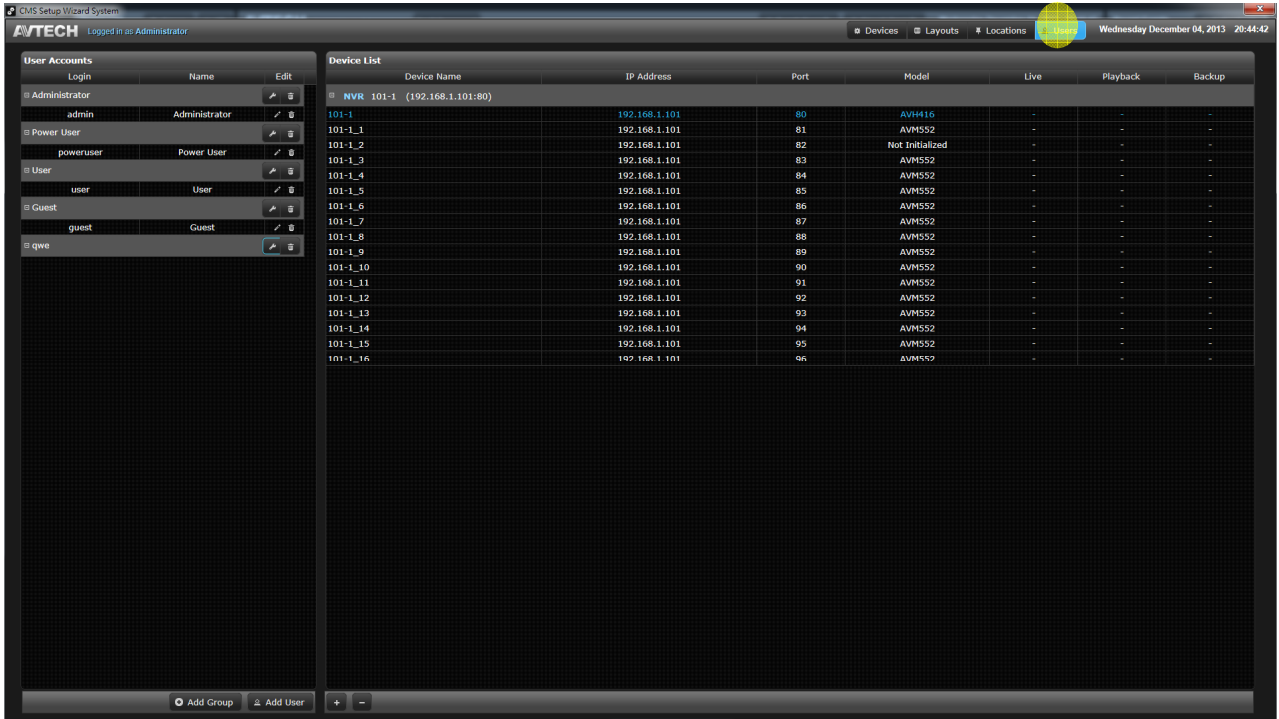 CMS Setup Wizard System
AVTECH Logged in as Administrator Devices Layouts Locations Users Wednesday December 04, 2013 20:44:42
User Accounts
Login Name Edit
Administrator
admin Administrator
Power User
poweruser Power User
User
user User
Guest
guest Guest
qwe
Add Group Add User
Device List
Device Name IP Address Port Model Live Playback Backup
NVR 101-1 (192.168.1.101:80)
101-1 192.168.1.101 80 AVH416 - - -
101-1_1 192.168.1.101 81 AVM552 - - -
101-1_2 192.168.1.101 82 Not Initialized - - -
101-1_3 192.168.1.101 83 AVM552 - - -
101-1_4 192.168.1.101 84 AVM552 - - -
101-1_5 192.168.1.101 85 AVM552 - - -
101-1_6 192.168.1.101 86 AVM552 - - -
101-1_7 192.168.1.101 87 AVM552 - - -
101-1_8 192.168.1.101 88 AVM552 - - -
101-1_9 192.168.1.101 89 AVM552 - - -
101-1_10 192.168.1.101 90 AVM552 - - -
101-1_11 192.168.1.101 91 AVM552 - - -
101-1_12 192.168.1.101 92 AVM552 - - -
101-1_13 192.168.1.101 93 AVM552 - - -
101-1_14 192.168.1.101 94 AVM552 - - -
101-1_15 192.168.1.101 95 AVM552 - - -
101-1_16 192.168.1.101 96 AVM552 - - -
+ -